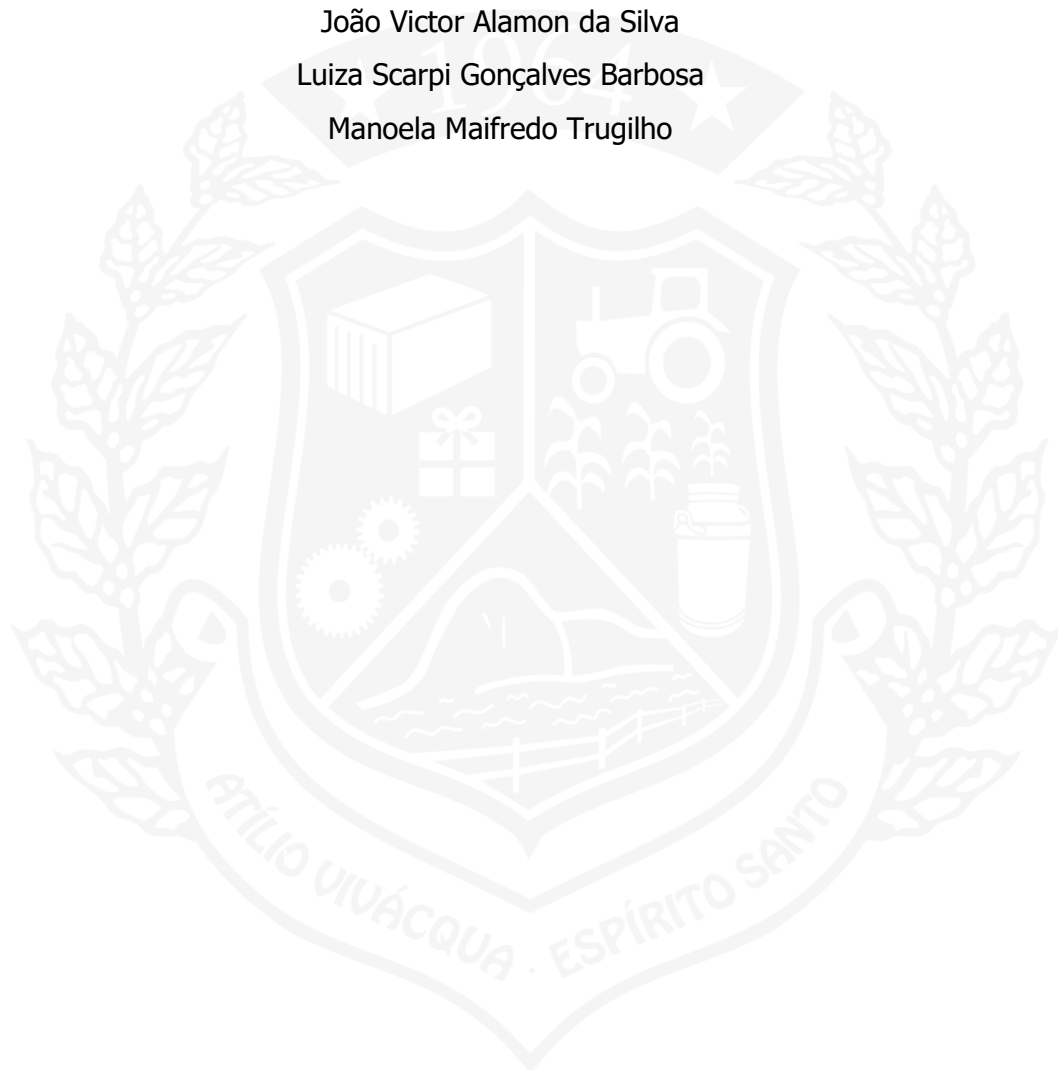 João Victor Alamon da Silva
Luiza Scarpi Gonçalves Barbosa
Manoela Maifredo Trugilho
1964
ATÍLIO VIVÁCQUA · ESPÍRITO SANTO